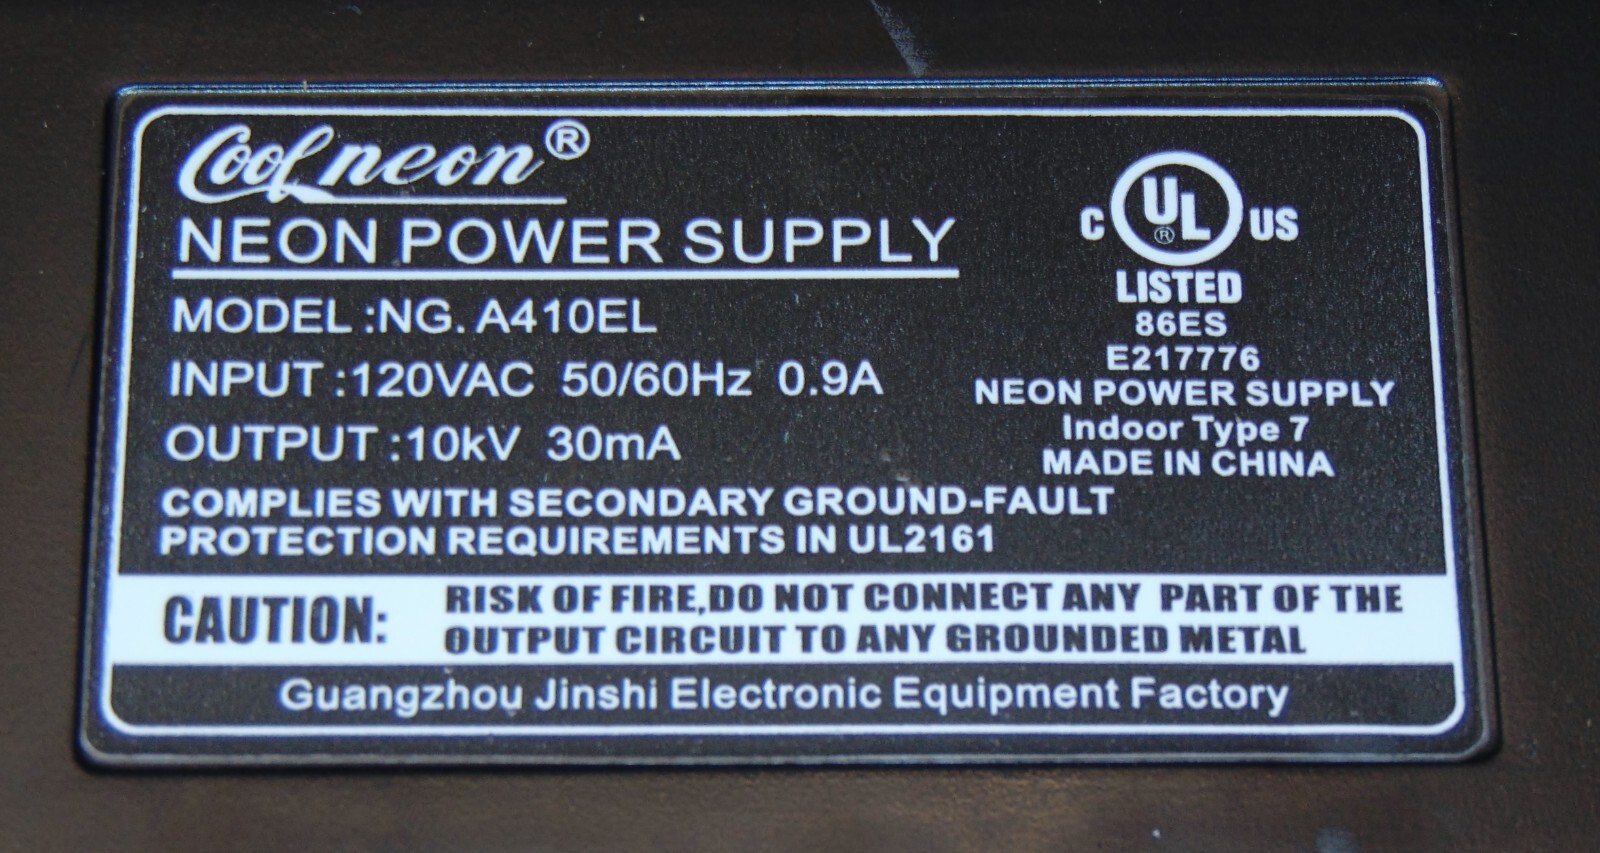 Coolneon®
NEON POWER SUPPLY
MODEL :NG. A410EL
INPUT :120VAC 50/60Hz 0.9A
OUTPUT :10kV 30mA
COMPLIES WITH SECONDARY GROUND-FAULT
PROTECTION REQUIREMENTS IN UL2161
C UL® US
LISTED
86ES
E217776
NEON POWER SUPPLY
Indoor Type 7
MADE IN CHINA
CAUTION: RISK OF FIRE,DO NOT CONNECT ANY PART OF THE
OUTPUT CIRCUIT TO ANY GROUNDED METAL
Guangzhou Jinshi Electronic Equipment Factory